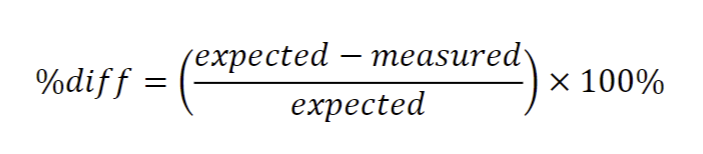 %diff = (expected − measured / expected) × 100%